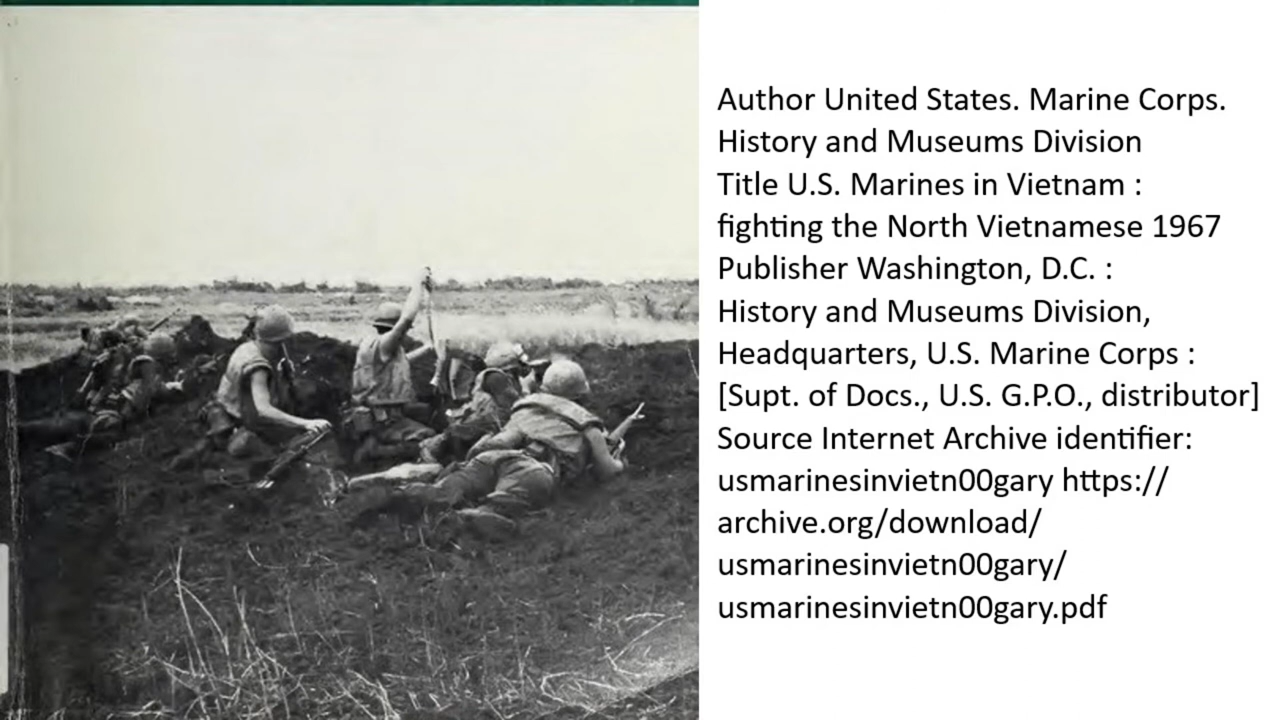 Author United States. Marine Corps.
History and Museums Division
Title U.S. Marines in Vietnam :
fighting the North Vietnamese 1967
Publisher Washington, D.C. :
History and Museums Division,
Headquarters, U.S. Marine Corps :
[Supt. of Docs., U.S. G.P.O., distributor]
Source Internet Archive identifier:
usmarinesinvietn00gary https://
archive.org/download/
usmarinesinvietn00gary/
usmarinesinvietn00gary.pdf